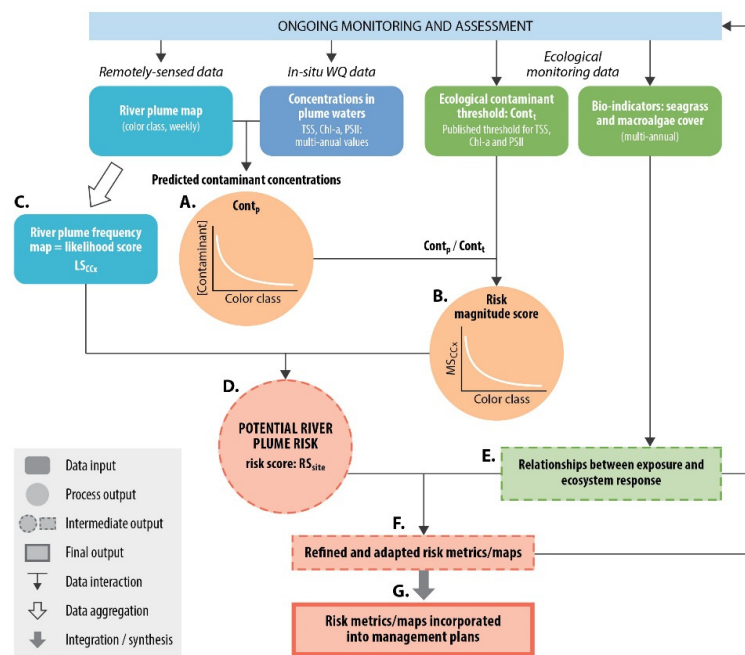 ONGOING MONITORING AND ASSESSMENT
Remotely-sensed data
In-situ WQ data
Ecological
monitoring data
River plume map
(color class, weekly)
Concentrations in
plume waters
TSS, Chl-a, PSII:
multi-anual values
Ecological contaminant
threshold: Contt
Published threshold for TSS,
Chl-a and PSII
Bio-indicators: seagrass
and macroalgae cover
(multi-annual)
Predicted contaminant concentrations
C.
River plume frequency
map = likelihood score
LSCCx
A.
Contp
[Contaminant]
Color class
Contp / Contt
B.
Risk
magnitude score
MSCCx
Color class
D.
POTENTIAL RIVER
PLUME RISK
risk score: RSsite
E.
Relationships between exposure and
ecosystem response
F.
Refined and adapted risk metrics/maps
G.
Risk metrics/maps incorporated
into management plans
Data input
Process output
Intermediate output
Final output
Data interaction
Data aggregation
Integration / synthesis